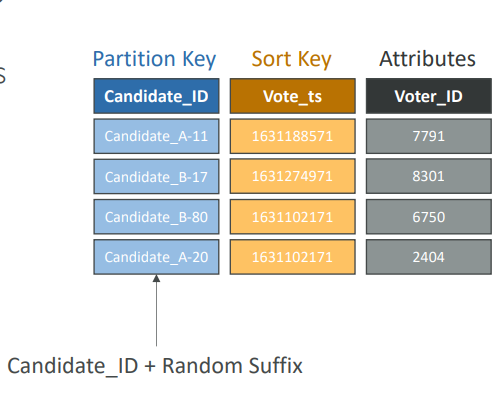 Partition Key Sort Key Attributes
Candidate_ID Vote_ts Voter_ID
Candidate_A-11 1631188571 7791
Candidate_B-17 1631274971 8301
Candidate_B-80 1631102171 6750
Candidate_A-20 1631102171 2404
Candidate_ID + Random Suffix